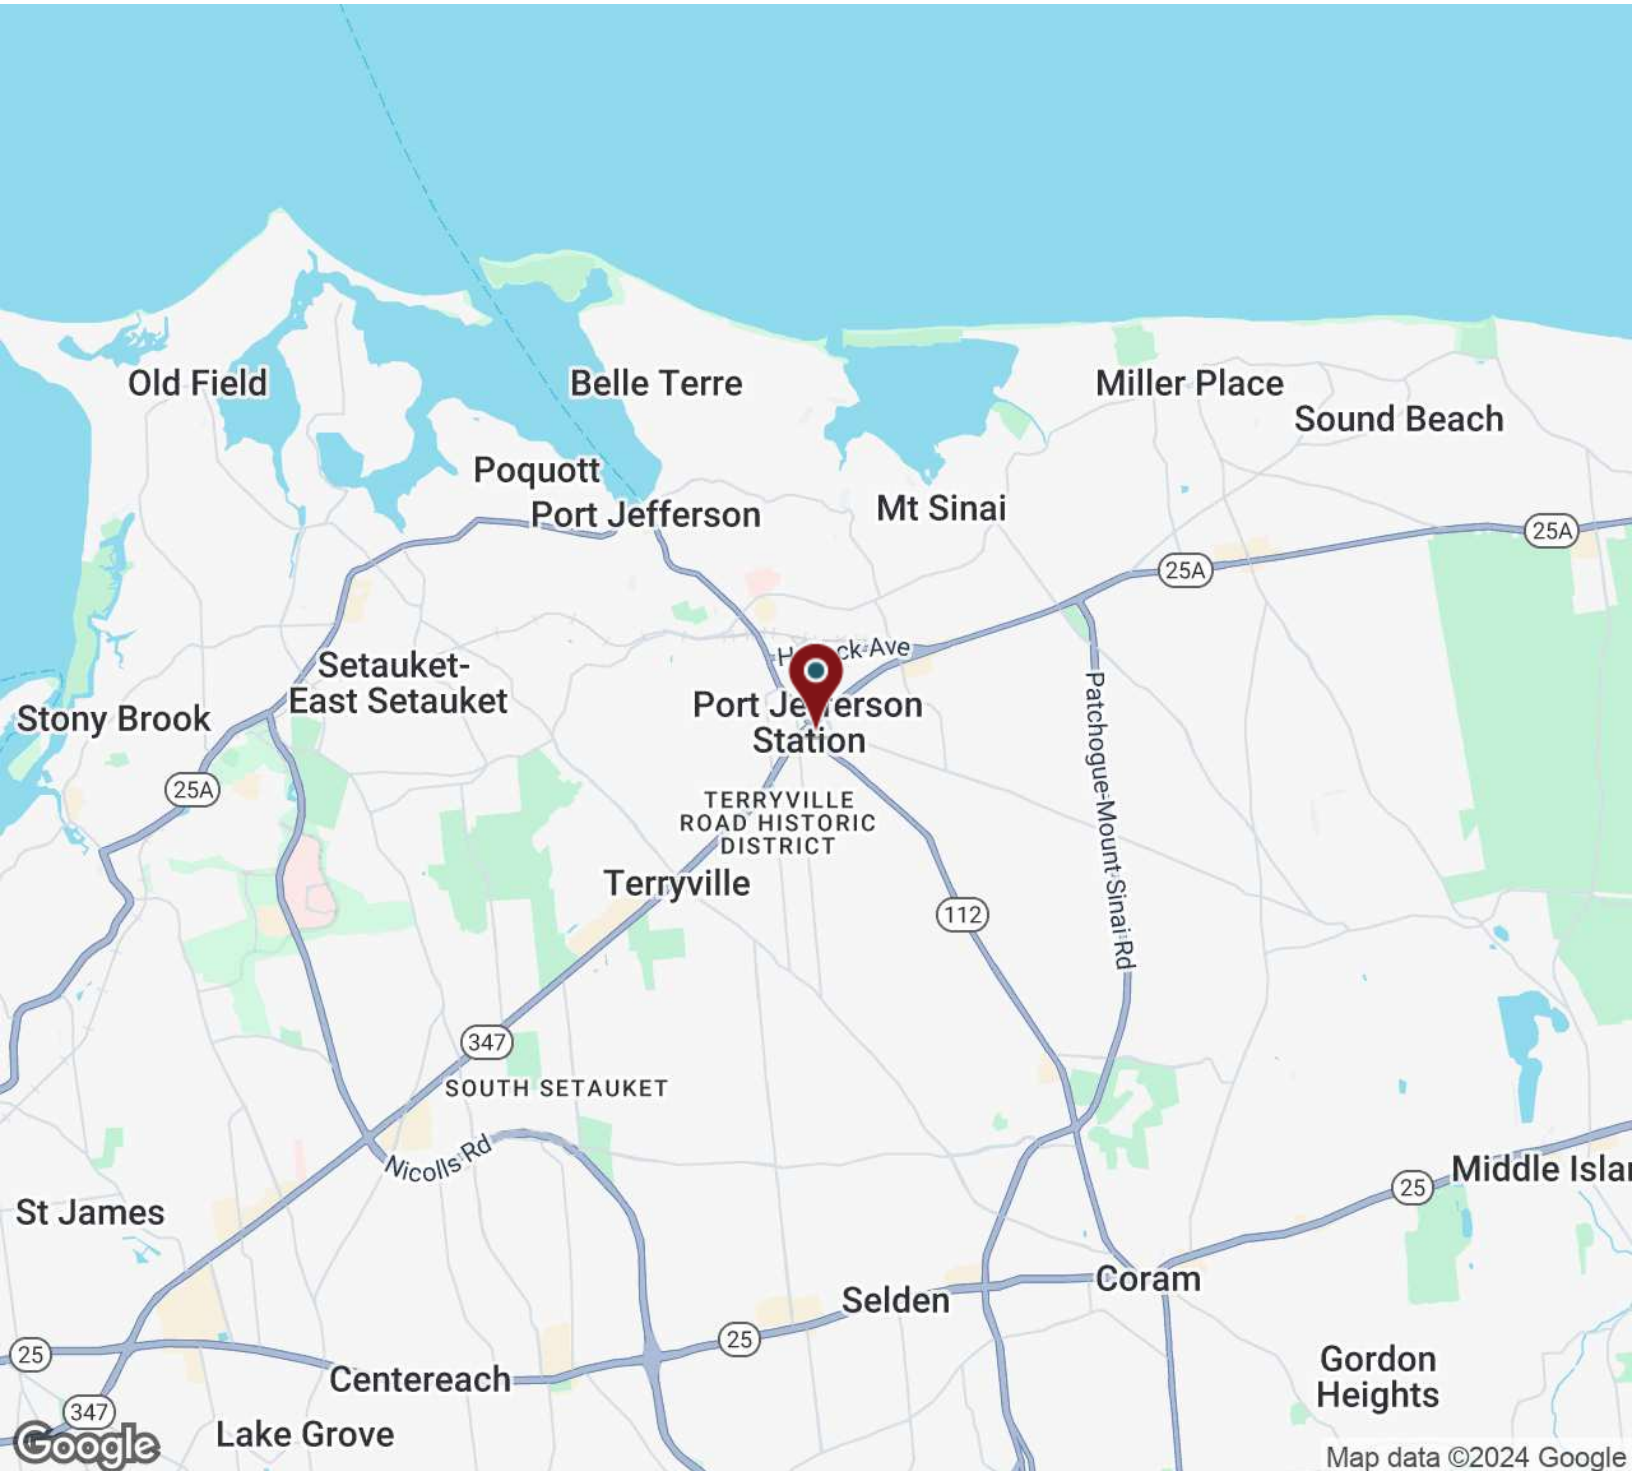 Old Field
Belle Terre
Miller Place
Sound Beach
Poquott
Port Jefferson
Mt Sinai
25A
25A
Setauket-
East Setauket
Ave
Port Jefferson
Station
Stony Brook
25A
Patchogue-Mount Sinai Rd
TERRYVILLE
ROAD HISTORIC
DISTRICT
Terryville
112
347
SOUTH SETAUKET
Nicolls Rd
Middle Islan
25
St James
Coram
Selden
25
25
Centereach
Gordon
Heights
347
Lake Grove
Google
Map data ©2024 Google